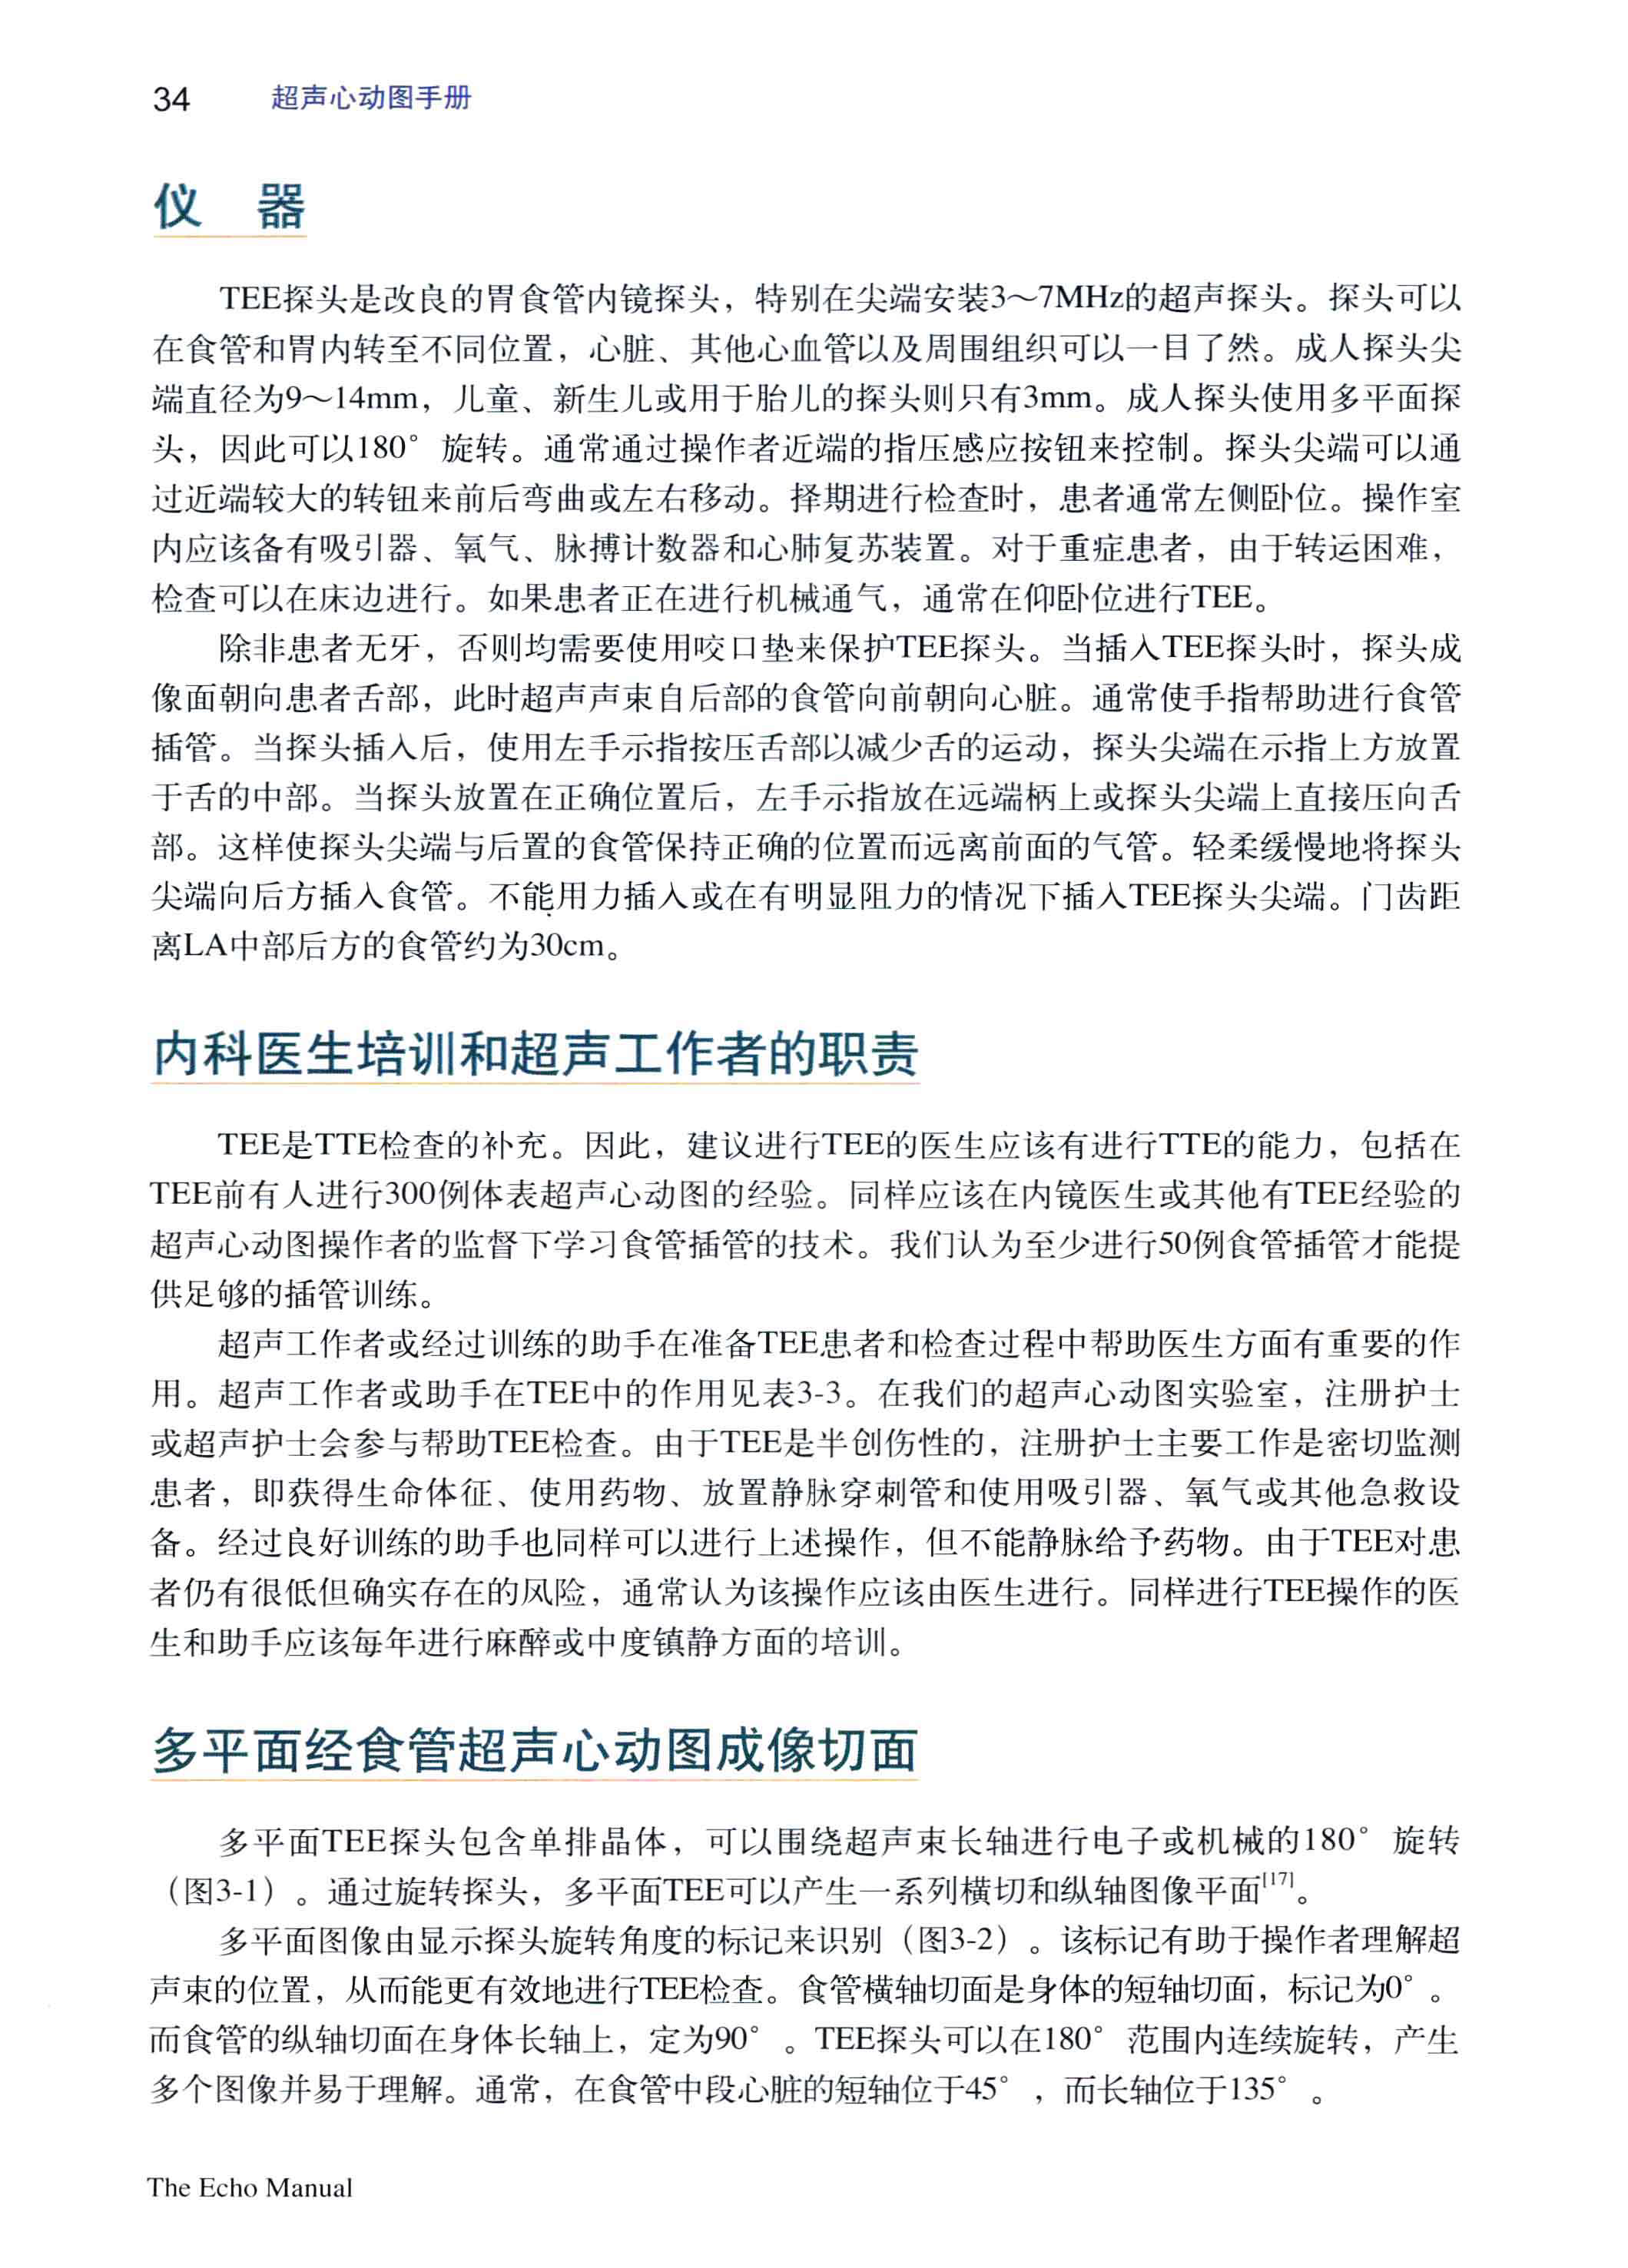 34 超声心动图手册
仪 器
TEE探头是改良的胃食管内镜探头，特别在尖端安装3～7MHz的超声探头。探头可以
在食管和胃内转至不同位置，心脏、其他心血管以及周围组织可以一目了然。成人探头尖
端直径为9～14mm，儿童、新生儿或用于胎儿的探头则只有3mm。成人探头使用多平面探
头，因此可以180° 旋转。通常通过操作者近端的指压感应按钮来控制。探头尖端可以通
过近端较大的转钮来前后弯曲或左右移动。择期进行检查时，患者通常左侧卧位。操作室
内应该备有吸引器、氧气、脉搏计数器和心肺复苏装置。对于重症患者，由于转运困难，
检查可以在床边进行。如果患者正在进行机械通气，通常在仰卧位进行TEE。
除非患者无牙，否则均需要使用咬口垫来保护TEE探头。当插入TEE探头时，探头成
像面朝向患者舌部，此时超声声束自后部的食管向前朝向心脏。通常使手指帮助进行食管
插管。当探头插入后，使用左手示指按压舌部以减少舌的运动，探头尖端在示指上方放置
于舌的中部。当探头放置在正确位置后，左手示指放在远端柄上或探头尖端上直接压向舌
部。这样使探头尖端与后置的食管保持正确的位置而远离前面的气管。轻柔缓慢地将探头
尖端向后方插入食管。不能用力插入或在有明显阻力的情况下插入TEE探头尖端。门齿距
离LA中部后方的食管约为30cm。
内科医生培训和超声工作者的职责
TEE是TTE检查的补充。因此，建议进行TEE的医生应该有进行TTE的能力，包括在
TEE前有人进行300例体表超声心动图的经验。同样应该在内镜医生或其他有TEE经验的
超声心动图操作者的监督下学习食管插管的技术。我们认为至少进行50例食管插管才能提
供足够的插管训练。
超声工作者或经过训练的助手在准备TEE患者和检查过程中帮助医生方面有重要的作
用。超声工作者或助手在TEE中的作用见表3-3。在我们的超声心动图实验室，注册护士
或超声护士会参与帮助TEE检查。由于TEE是半创伤性的，注册护士主要工作是密切监测
患者，即获得生命体征、使用药物、放置静脉穿刺管和使用吸引器、氧气或其他急救设
备。经过良好训练的助手也同样可以进行上述操作，但不能静脉给予药物。由于TEE对患
者仍有很低但确实存在的风险，通常认为该操作应该由医生进行。同样进行TEE操作的医
生和助手应该每年进行麻醉或中度镇静方面的培训。
多平面经食管超声心动图成像切面
多平面TEE探头包含单排晶体，可以围绕超声束长轴进行电子或机械的180° 旋转
（图3-1）。通过旋转探头，多平面TEE可以产生一系列横切和纵轴图像平面[17]。
多平面图像由显示探头旋转角度的标记来识别（图3-2）。该标记有助于操作者理解超
声束的位置，从而能更有效地进行TEE检查。食管横轴切面是身体的短轴切面，标记为0° 。
而食管的纵轴切面在身体长轴上，定为90° 。TEE探头可以在180° 范围内连续旋转，产生
多个图像并易于理解。通常，在食管中段心脏的短轴位于45° ，而长轴位于135° 。
The Echo Manual